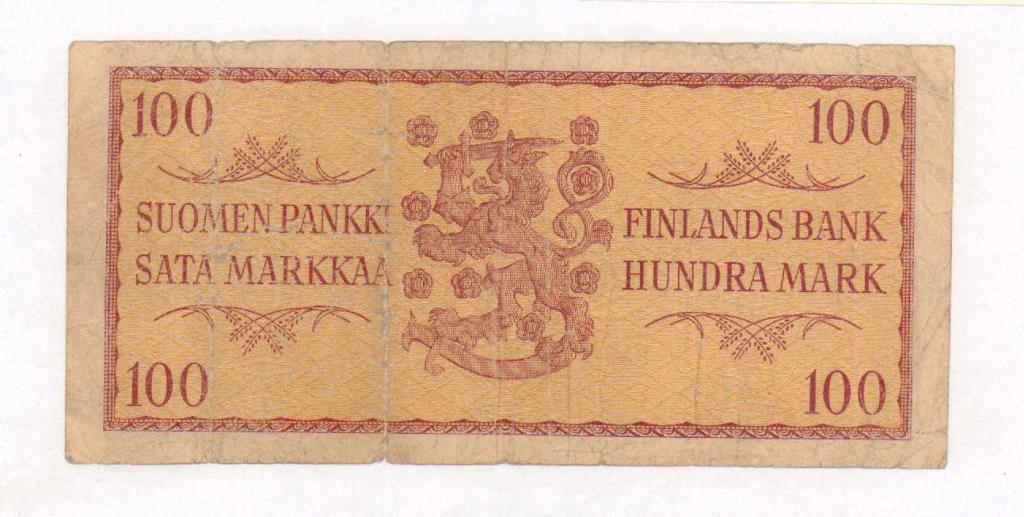 100
100
SUOMEN PANKKI
SATA MARKKAA
FINLANDS BANK
HUNDRA MARK
100
100